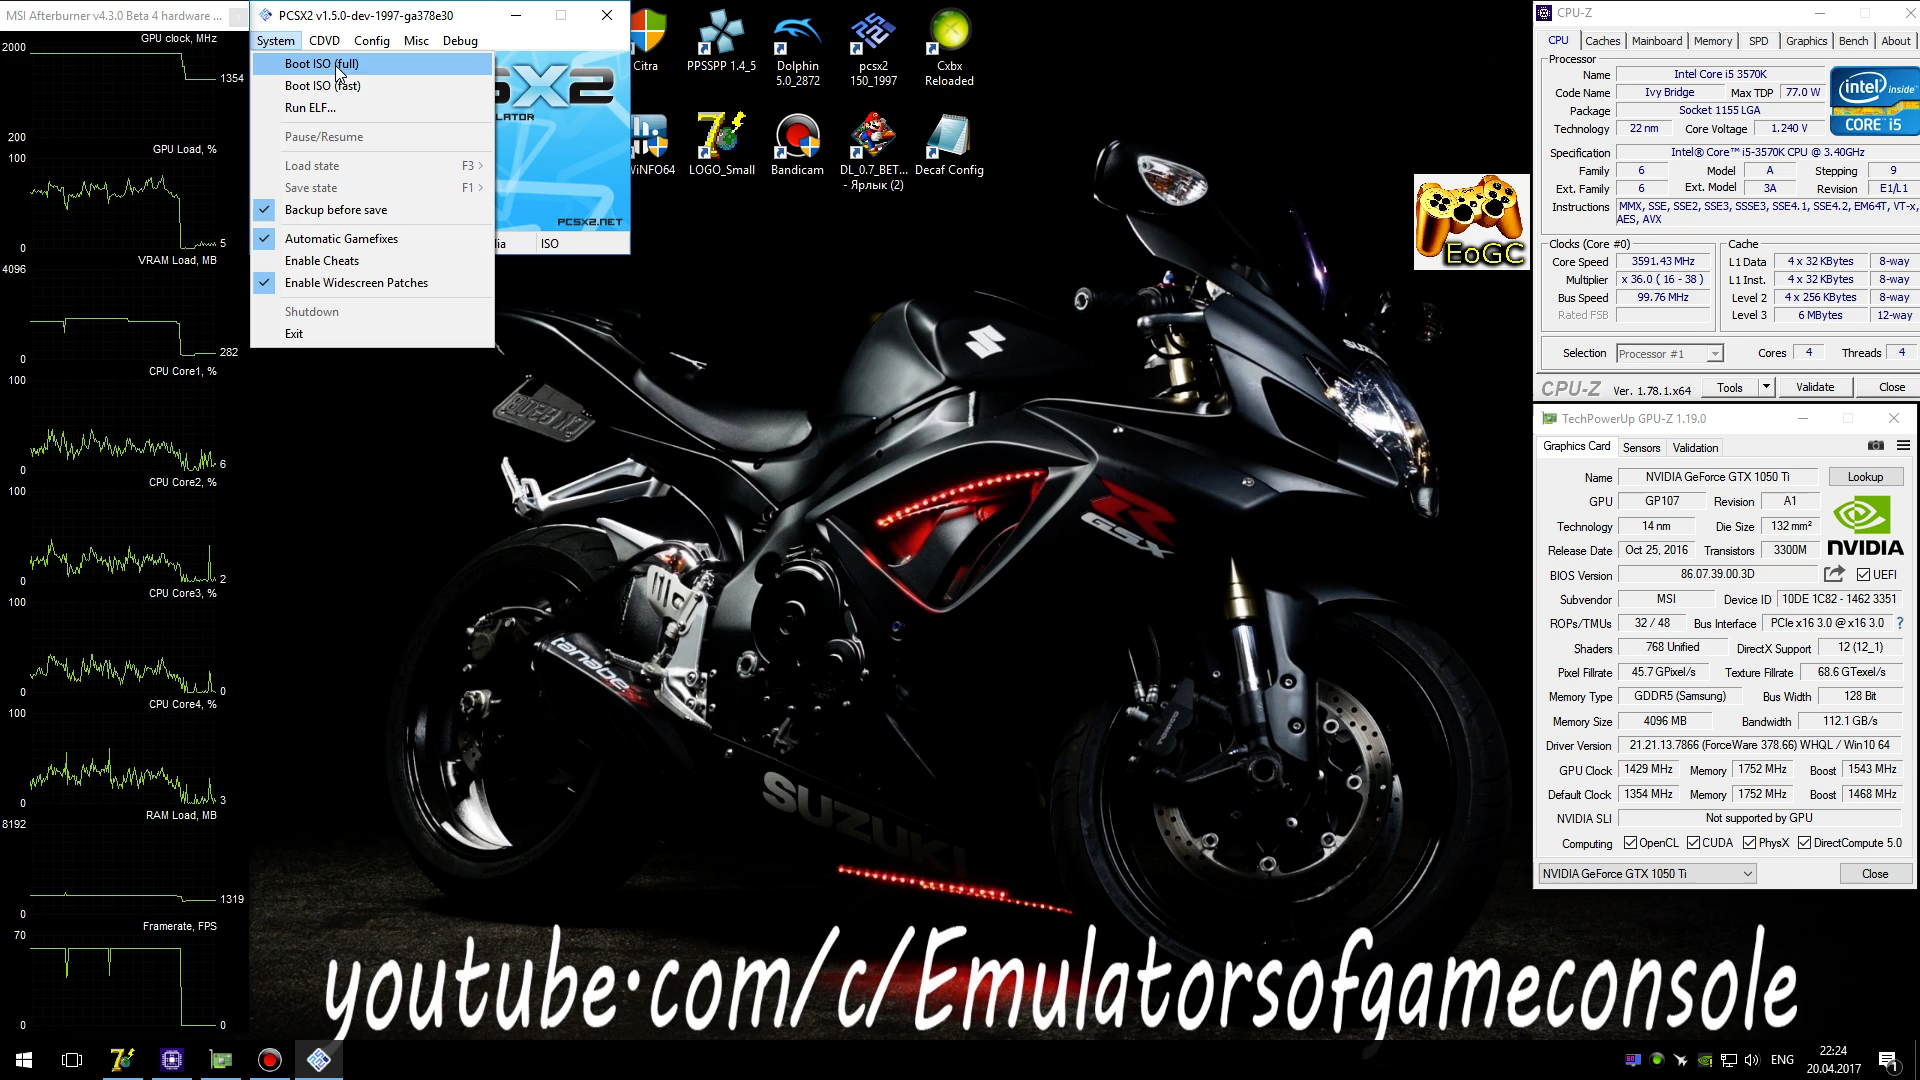 MSI Afterburner v4.3.0 Beta 4 hardware ...
GPU clock, MHz
2000
1354
200
GPU Load, %
100
5
0
VRAM Load, MB
4096
282
0
CPU Core1, %
100
6
0
CPU Core2, %
100
2
0
CPU Core3, %
100
0
0
CPU Core4, %
100
3
0
RAM Load, MB
8192
1319
0
Framerate, FPS
70
0
0
PCSX2 v1.5.0-dev-1997-ga378e30
System CDVD Config Misc Debug
Boot ISO (full)
Boot ISO (fast)
Run ELF...
Pause/Resume
Load state F3
Save state F1
Backup before save
Automatic Gamefixes
Enable Cheats
Enable Widescreen Patches
Shutdown
Exit
SX2
LATOR
PCSX2.NET
ISO
Citra
PPSSPP 1.4_5
Dolphin 5.0_2872
pcsx2 150_1997
Cxbx Reloaded
WiNFO64
LOGO_Small
Bandicam
DL_0.7_BET... - Ярлык (2)
Decaf Config
EoGC
SUZUKI
R
GSX
tanabe
CPU-Z
CPU Caches Mainboard Memory SPD Graphics Bench About
Processor
Name Intel Core i5 3570K
Code Name Ivy Bridge Max TDP 77.0 W
Package Socket 1155 LGA
Technology 22 nm Core Voltage 1.240 V
intel inside
CORE i5
Specification Intel® Core™ i5-3570K CPU @ 3.40GHz
Family 6 Model A Stepping 9
Ext. Family 6 Ext. Model 3A Revision E1/L1
Instructions MMX, SSE, SSE2, SSE3, SSSE3, SSE4.1, SSE4.2, EM64T, VT-x,
AES, AVX
Clocks (Core #0)
Core Speed 3591.43 MHz
Multiplier x 36.0 ( 16 - 38 )
Bus Speed 99.76 MHz
Rated FSB
Cache
L1 Data 4 x 32 KBytes 8-way
L1 Inst. 4 x 32 KBytes 8-way
Level 2 4 x 256 KBytes 8-way
Level 3 6 MBytes 12-way
Selection Processor #1 Cores 4 Threads 4
CPU-Z Ver. 1.78.1.x64 Tools Validate Close
TechPowerUp GPU-Z 1.19.0
Graphics Card Sensors Validation
Name NVIDIA GeForce GTX 1050 Ti Lookup
GPU GP107 Revision A1
Technology 14 nm Die Size 132 mm²
Release Date Oct 25, 2016 Transistors 3300M
NVIDIA
BIOS Version 86.07.39.00.3D UEFI
Subvendor MSI Device ID 10DE 1C82 - 1462 3351
ROPs/TMUs 32 / 48 Bus Interface PCIe x16 3.0 @ x16 3.0 ?
Shaders 768 Unified DirectX Support 12 (12_1)
Pixel Fillrate 45.7 GPixel/s Texture Fillrate 68.6 GTexel/s
Memory Type GDDR5 (Samsung) Bus Width 128 Bit
Memory Size 4096 MB Bandwidth 112.1 GB/s
Driver Version 21.21.13.7866 (ForceWare 378.66) WHQL / Win10 64
GPU Clock 1429 MHz Memory 1752 MHz Boost 1543 MHz
Default Clock 1354 MHz Memory 1752 MHz Boost 1468 MHz
NVIDIA SLI Not supported by GPU
Computing OpenCL CUDA PhysX DirectCompute 5.0
NVIDIA GeForce GTX 1050 Ti Close
SUZUKI
youtube.com/c/Emulatorsofgameconsole
ENG
22:24
20.04.2017
1